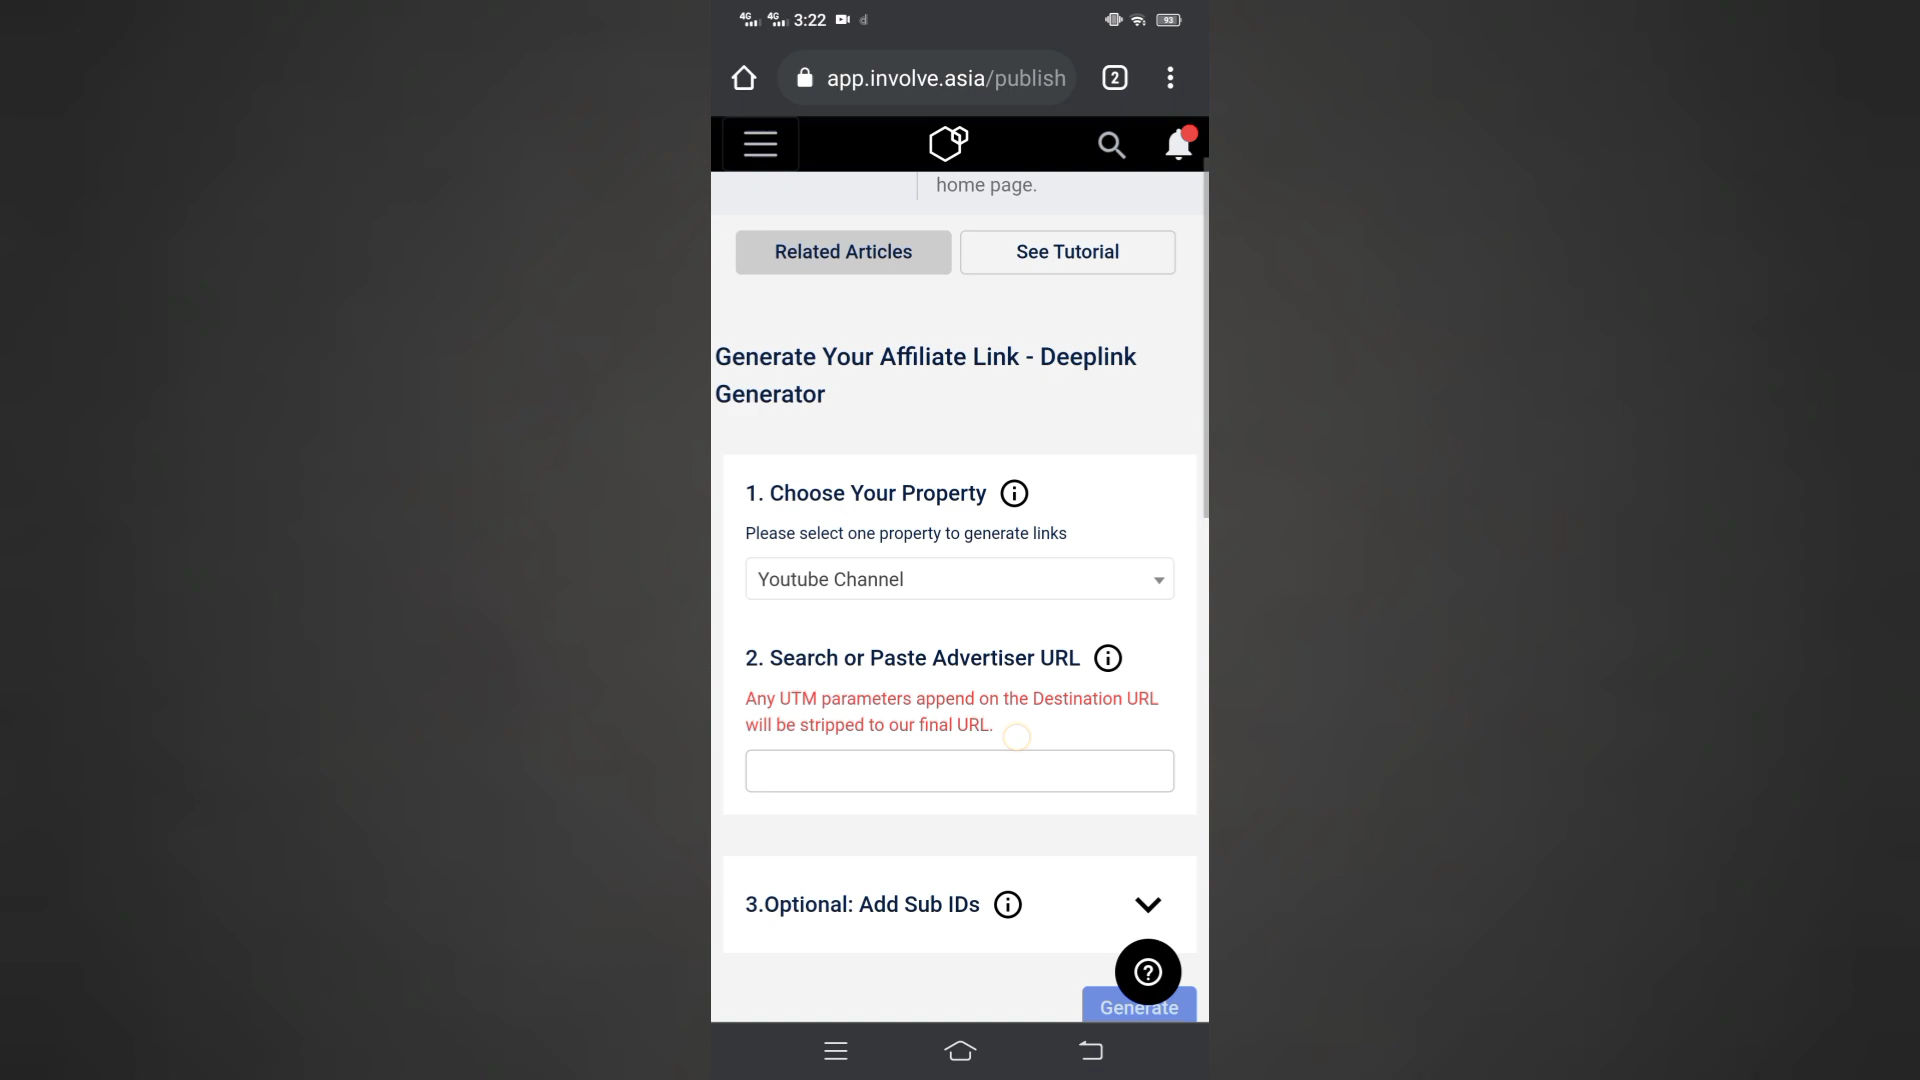 4G 4G 3:22 d 93
app.involve.asia/publish 2
home page.
Related Articles See Tutorial
Generate Your Affiliate Link - Deeplink
Generator
1. Choose Your Property
Please select one property to generate links
Youtube Channel
2. Search or Paste Advertiser URL
Any UTM parameters append on the Destination URL
will be stripped to our final URL.
3.Optional: Add Sub IDs
Generate